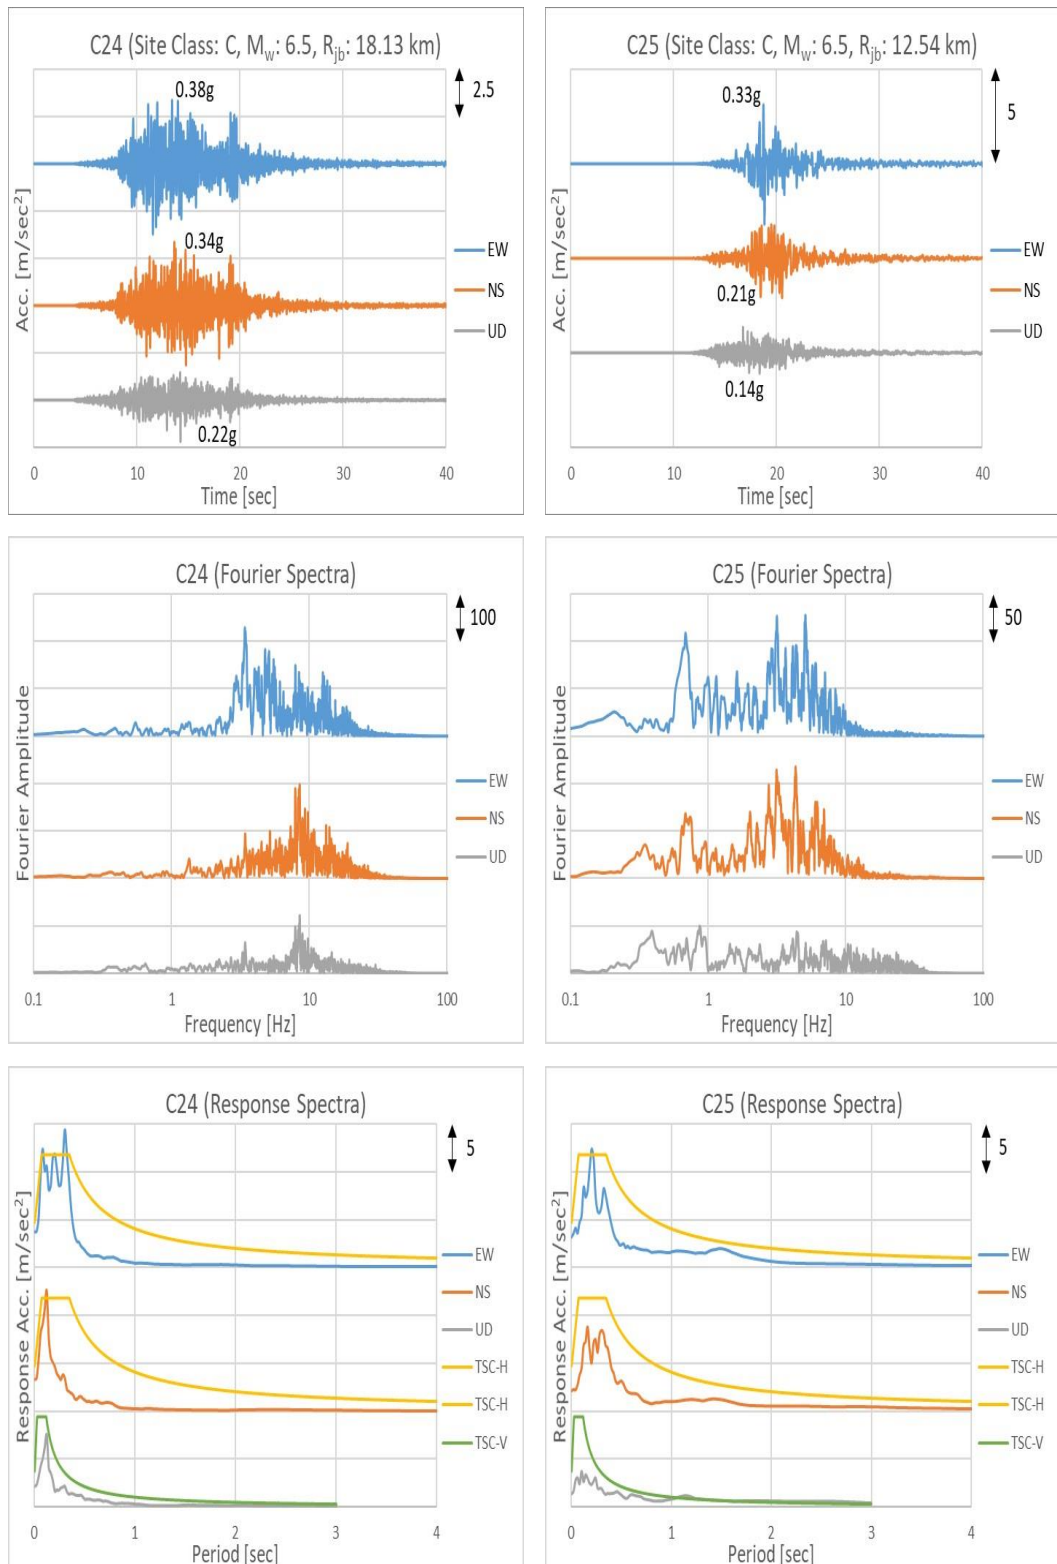 C24 (Site Class: C, Mw: 6.5, Rjb: 18.13 km)
2.5
0.38g
0.34g
0.22g
Acc. [m/sec²]
EW
NS
UD
0 10 20 30 40
Time [sec]
C25 (Site Class: C, Mw: 6.5, Rjb: 12.54 km)
5
0.33g
0.21g
0.14g
Acc. [m/sec²]
EW
NS
UD
0 10 20 30 40
Time [sec]
C24 (Fourier Spectra)
100
Fourier Amplitude
EW
NS
UD
0.1 1 10 100
Frequency [Hz]
C25 (Fourier Spectra)
50
Fourier Amplitude
EW
NS
UD
0.1 1 10 100
Frequency [Hz]
C24 (Response Spectra)
5
Response Acc. [m/sec²]
EW
NS
UD
TSC-H
TSC-H
TSC-V
0 1 2 3 4
Period [sec]
C25 (Response Spectra)
5
Response Acc. [m/sec²]
EW
NS
UD
TSC-H
TSC-H
TSC-V
0 1 2 3 4
Period [sec]